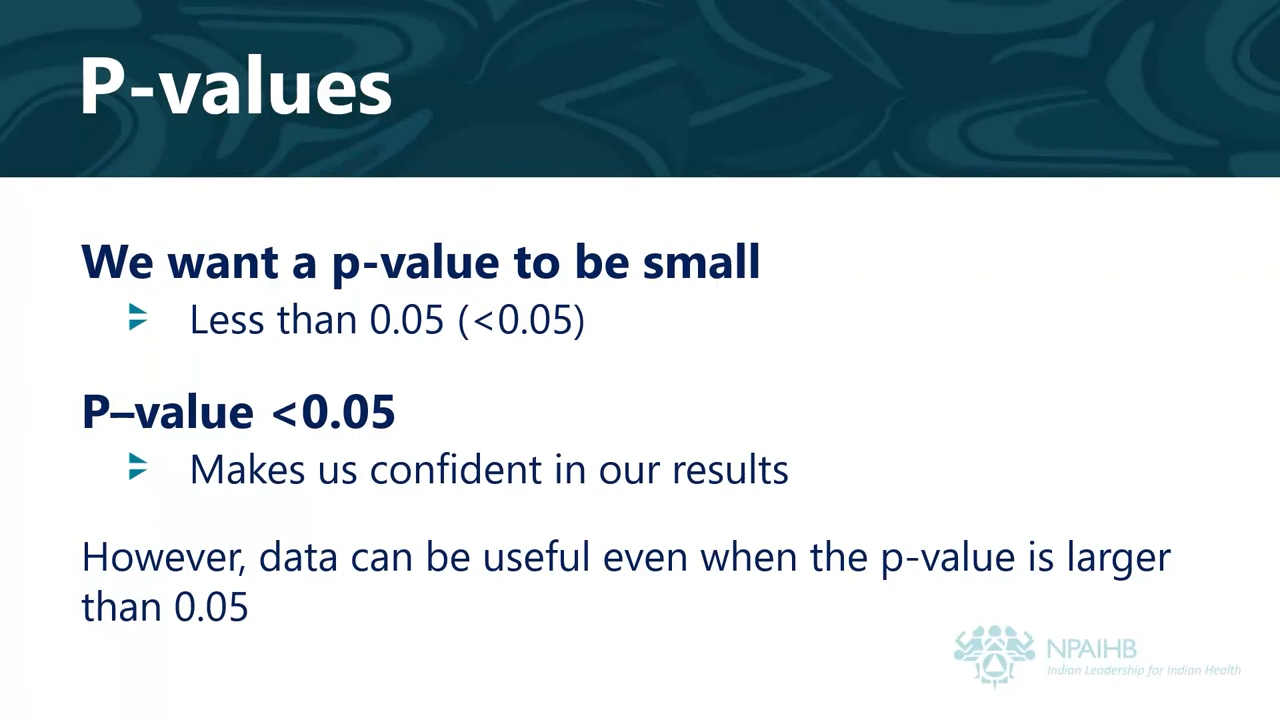 P-values
We want a p-value to be small
Less than 0.05 (<0.05)
P–value <0.05
Makes us confident in our results
However, data can be useful even when the p-value is larger
than 0.05
NPAIHB
Indian Leadership for Indian Health